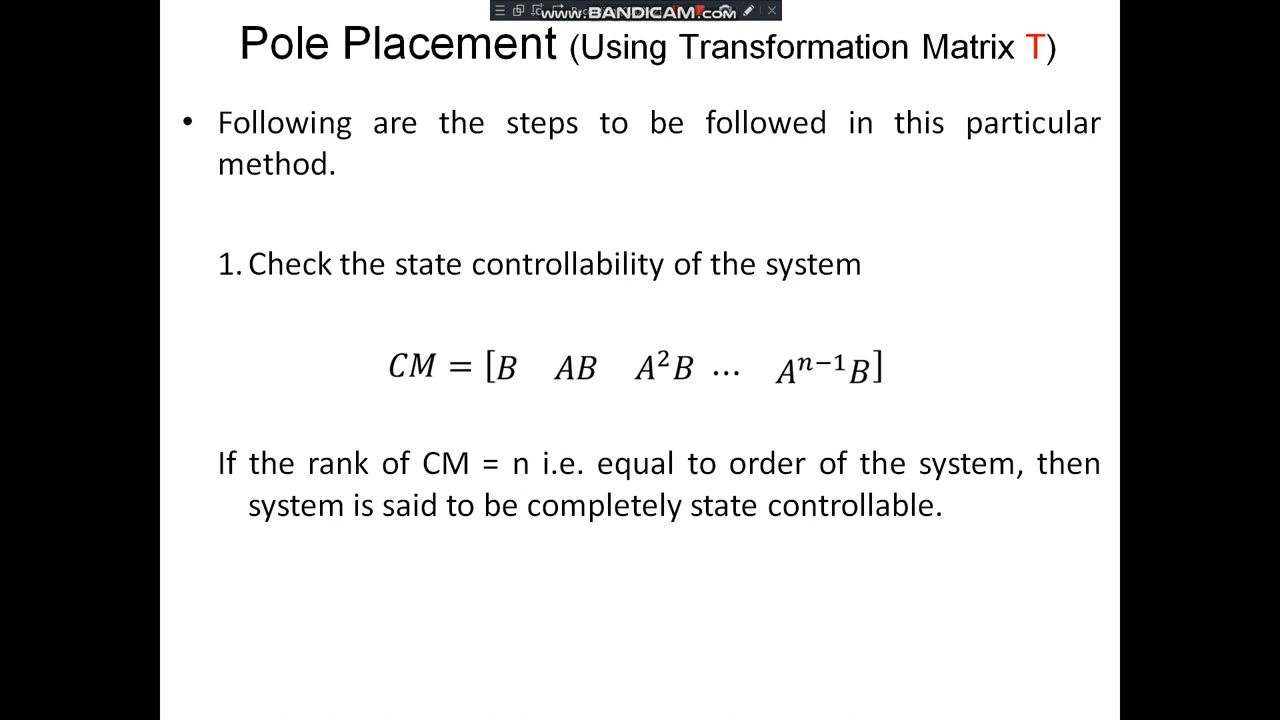 www.BANDICAM.com
Pole Placement (Using Transformation Matrix T)
• Following are the steps to be followed in this particular
method.
1. Check the state controllability of the system
CM = [B AB A²B ... Aⁿ⁻¹B]
If the rank of CM = n i.e. equal to order of the system, then
system is said to be completely state controllable.